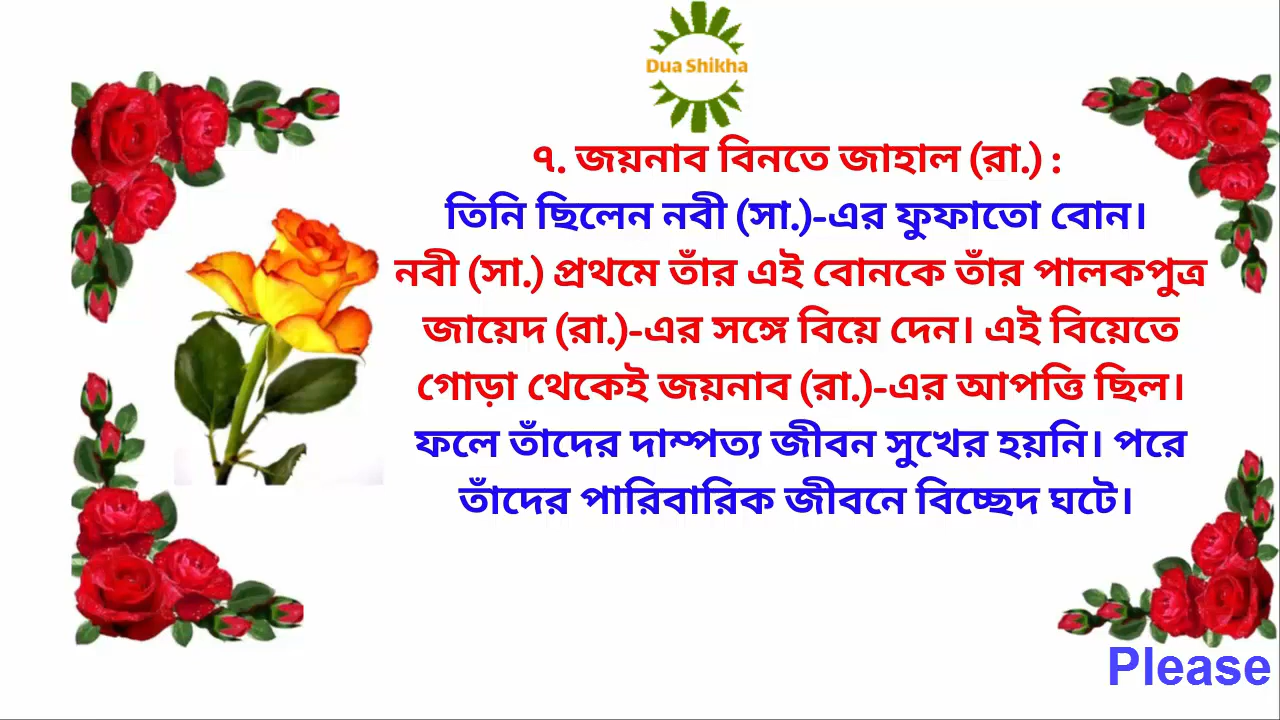 Dua Shikha
৭. জয়নাব বিনতে জাহাল (রা.) :
তিনি ছিলেন নবী (সা.)-এর ফুফাতো বোন।
নবী (সা.) প্রথমে তাঁর এই বোনকে তাঁর পালকপুত্র
জায়েদ (রা.)-এর সঙ্গে বিয়ে দেন। এই বিয়েতে
গোড়া থেকেই জয়নাব (রা.)-এর আপত্তি ছিল।
ফলে তাঁদের দাম্পত্য জীবন সুখের হয়নি। পরে
তাঁদের পারিবারিক জীবনে বিচ্ছেদ ঘটে।
Please